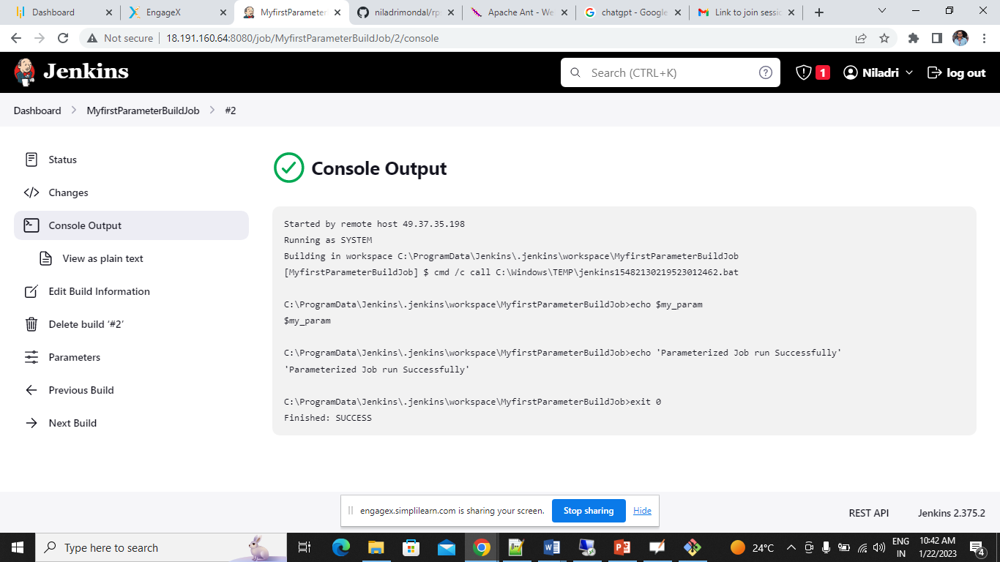 Dashboard
EngageX
MyfirstParameter
niladrimondal/rp
Apache Ant - We
chatgpt - Google
Link to join sessic
Not secure
18.191.160.64:8080/job/MyfirstParameterBuildJob/2/console
Jenkins
Search (CTRL+K)
1
Niladri
log out
Dashboard
MyfirstParameterBuildJob
#2
Status
Changes
Console Output
View as plain text
Edit Build Information
Delete build ‘#2’
Parameters
Previous Build
Next Build
Console Output
Started by remote host 49.37.35.198
Running as SYSTEM
Building in workspace C:\ProgramData\Jenkins\.jenkins\workspace\MyfirstParameterBuildJob
[MyfirstParameterBuildJob] $ cmd /c call C:\Windows\TEMP\jenkins15482130219523012462.bat
C:\ProgramData\Jenkins\.jenkins\workspace\MyfirstParameterBuildJob>echo $my_param
$my_param
C:\ProgramData\Jenkins\.jenkins\workspace\MyfirstParameterBuildJob>echo 'Parameterized Job run Successfully'
'Parameterized Job run Successfully'
C:\ProgramData\Jenkins\.jenkins\workspace\MyfirstParameterBuildJob>exit 0
Finished: SUCCESS
engagex.simplilearn.com is sharing your screen.
Stop sharing
Hide
REST API
Jenkins 2.375.2
Type here to search
24°C
ENG
IN
10:42 AM
1/22/2023
4